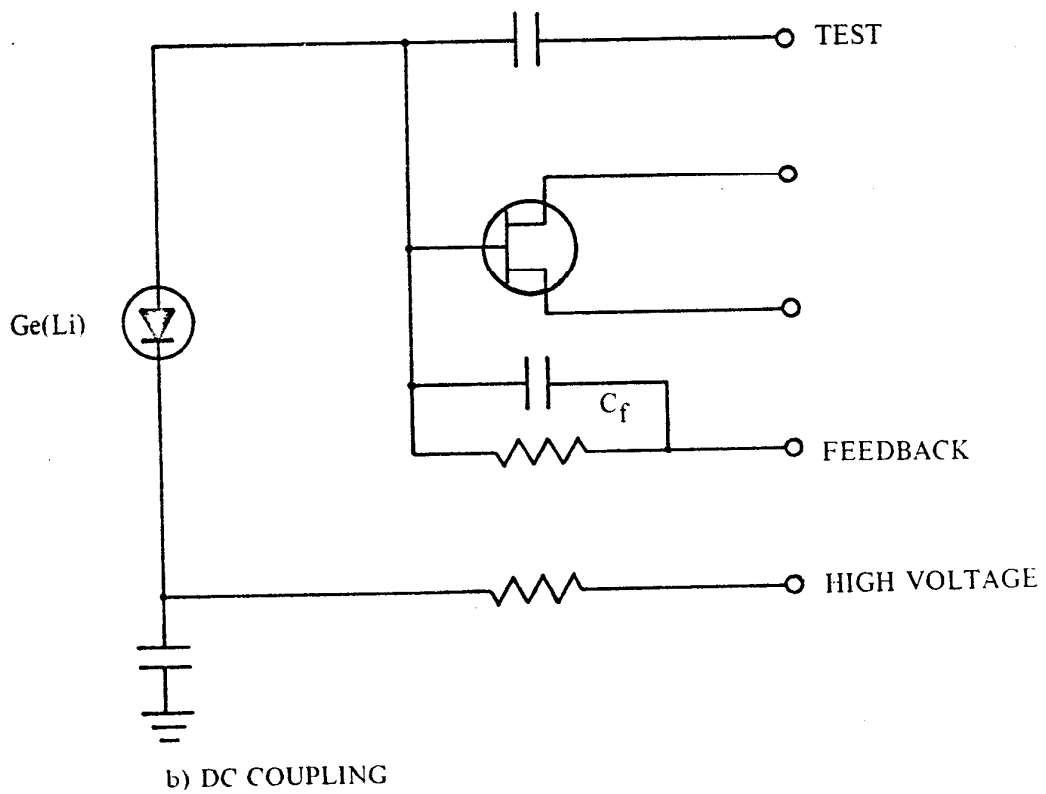 TEST
Ge(Li)
Cf
FEEDBACK
HIGH VOLTAGE
b) DC COUPLING